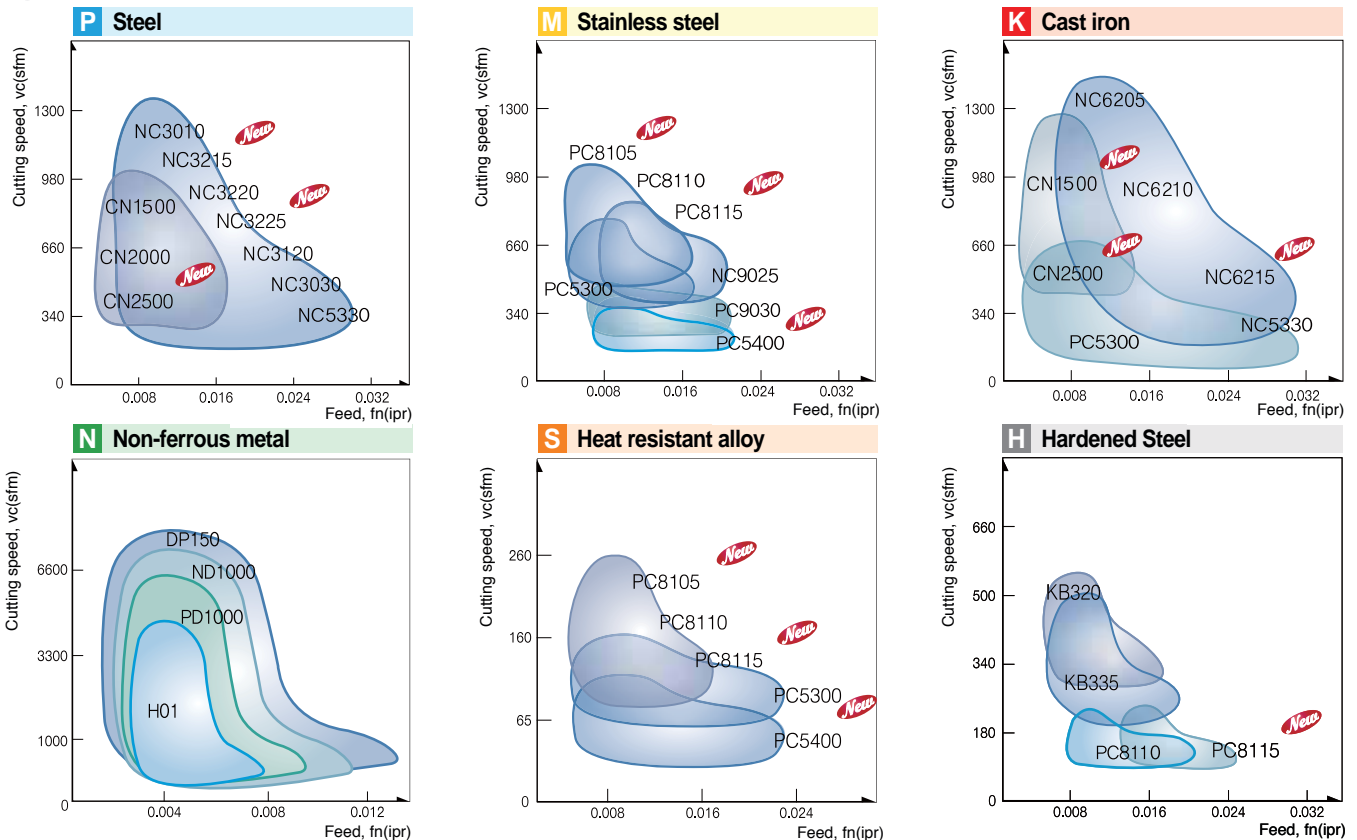 P Steel
Cutting speed, vc(sfm)
1300
980
660
340
0
NC3010
New
NC3215
NC3220
New
CN1500
NC3225
CN2000
NC3120
New
NC3030
CN2500
NC5330
0.008
0.016
0.024
0.032
Feed, fn(ipr)
M Stainless steel
Cutting speed, vc(sfm)
1300
980
660
340
0
New
PC8105
PC8110
New
PC8115
NC9025
PC5300
PC9030
New
PC5400
0.008
0.016
0.024
0.032
Feed, fn(ipr)
K Cast iron
Cutting speed, vc(sfm)
1300
980
660
340
0
NC6205
New
CN1500
NC6210
New
New
CN2500
NC6215
NC5330
PC5300
0.008
0.016
0.024
0.032
Feed, fn(ipr)
N Non-ferrous metal
Cutting speed, vc(sfm)
6600
3300
1000
0
DP150
ND1000
PD1000
H01
0.004
0.008
0.012
Feed, fn(ipr)
S Heat resistant alloy
Cutting speed, vc(sfm)
260
160
65
0
New
PC8105
PC8110
New
PC8115
PC5300
New
PC5400
0.008
0.016
0.024
Feed, fn(ipr)
H Hardened Steel
Cutting speed, vc(sfm)
660
500
340
180
0
KB320
KB335
New
PC8110
PC8115
0.008
0.016
0.024
0.032
Feed, fn(ipr)